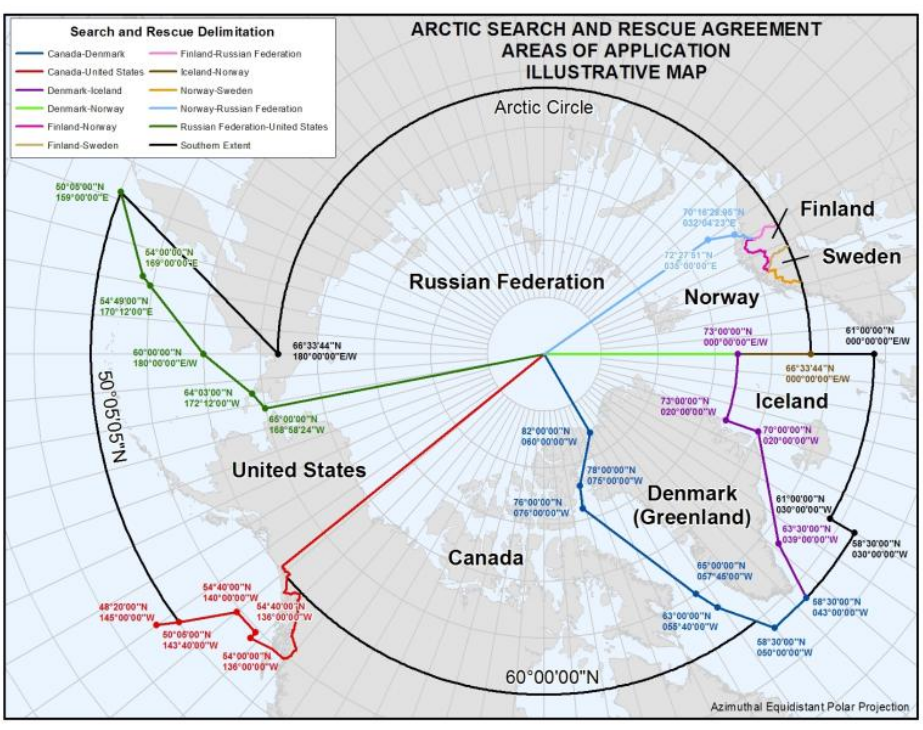 ARCTIC SEARCH AND RESCUE AGREEMENT
AREAS OF APPLICATION
ILLUSTRATIVE MAP
Search and Rescue Delimitation
Canada-Denmark
Canada-United States
Denmark-Iceland
Denmark-Norway
Finland-Norway
Finland-Sweden
Finland-Russian Federation
Iceland-Norway
Norway-Sweden
Norway-Russian Federation
Russian Federation-United States
Southern Extent
Arctic Circle
50°05'00"N
159°00'00"E
54°00'00"N
169°00'00"E
54°49'00"N
170°12'00"E
60°00'00"N
180°00'00"E/W
64°03'00"N
172°12'00"W
65°00'00"N
168°58'24"W
66°33'44"N
180°00'00"E/W
50°05'05"N
70°16'28.95"N
032°04'23"E
72°27'51"N
035°00'00"E
Finland
Sweden
Norway
Russian Federation
73°00'00"N
000°00'00"E/W
61°00'00"N
000°00'00"E/W
66°33'44"N
000°00'00"E/W
73°00'00"N
020°00'00"W
Iceland
70°00'00"N
020°00'00"W
82°00'00"N
060°00'00"W
78°00'00"N
075°00'00"W
76°00'00"N
076°00'00"W
United States
Denmark
(Greenland)
61°00'00"N
030°00'00"W
63°30'00"N
039°00'00"W
58°30'00"N
030°00'00"W
Canada
65°00'00"N
057°45'00"W
63°00'00"N
055°40'00"W
58°30'00"N
043°00'00"W
58°30'00"N
050°00'00"W
48°20'00"N
145°00'00"W
50°05'00"N
143°40'00"W
54°40'00"N
140°00'00"W
54°40'00"N
136°00'00"W
54°00'00"N
136°00'00"W
60°00'00"N
Azimuthal Equidistant Polar Projection